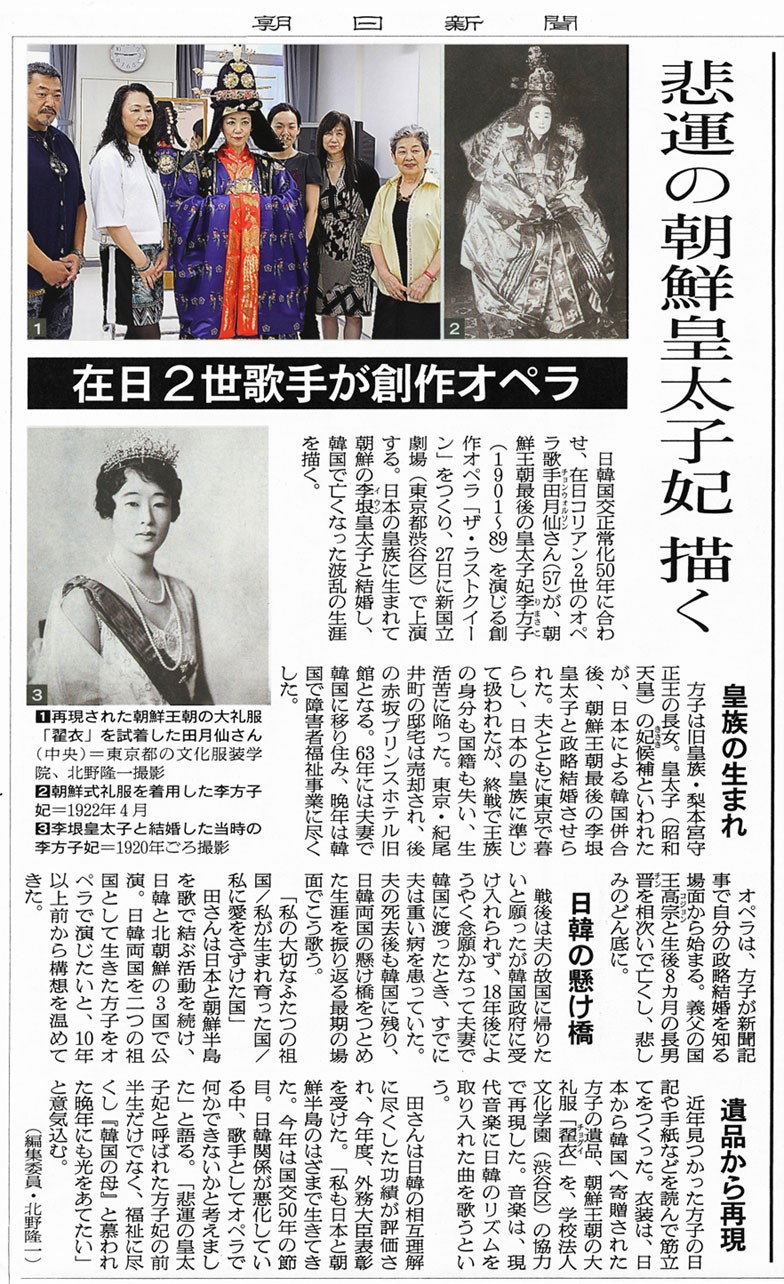 朝日新聞
悲運の朝鮮皇太子妃 描く
1
2
在日２世歌手が創作オペラ
3
1再現された朝鮮王朝の大礼服
「翟衣」を試着した田月仙さん
（中央）＝東京都の文化服装学
院、北野隆一撮影
2朝鮮式礼服を着用した李方子
妃＝1922年４月
3李垠皇太子と結婚した当時の
李方子妃＝1920年ごろ撮影
日韓国交正常化50年に合わ
せ、在日コリアン２世のオペ
ラ歌手田月仙さん(57)が、朝
チョンウォルソン
鮮王朝最後の皇太子妃李方子
りまさこ
（1901〜89）を演じる創
作オペラ「ザ・ラストクイー
ン」をつくり、27日に新国立
劇場（東京都渋谷区）で上演
する。日本の皇族に生まれて
朝鮮の李垠皇太子と結婚し、
イウン
韓国で亡くなった波乱の生涯
を描く。
皇族の生まれ
方子は旧皇族・梨本宮守
正王の長女。皇太子（昭和
天皇）の妃候補といわれた
きさき
が、日本による韓国併合
後、朝鮮王朝最後の李垠
皇太子と政略結婚させら
れた。夫とともに東京で暮
らし、日本の皇族に準じ
て扱われたが、終戦で王族
の身分も国籍も失い、生
活苦に陥った。東京・紀尾
井町の邸宅は売却され、後
の赤坂プリンスホテル旧
館となる。63年には夫妻で
韓国に移り住み、晩年は韓
国で障害者福祉事業に尽く
した。
オペラは、方子が新聞記
事で自分の政略結婚を知る
場面から始まる。義父の国
王高宗と生後８カ月の長男
コジョン
晋を相次いで亡くし、悲し
チン
みのどん底に。
日韓の懸け橋
戦後は夫の故国に帰りた
いと願ったが韓国政府に受
け入れられず、18年後によ
うやく念願かなって夫妻で
韓国に渡ったとき、すでに
夫は重い病を患っていた。
夫の死去後も韓国に残り、
日韓両国の懸け橋をつとめ
た生涯を振り返る最期の場
面でこう歌う。
「私の大切なふたつの祖
国／私が生まれ育った国／
私に愛をさずけた国」
田さんは日本と朝鮮半島
を歌で結ぶ活動を続け、
日韓と北朝鮮の３国で公
演。日韓両国を二つの祖
国として生きた方子をオ
ペラで演じたいと、10年
以上前から構想を温めて
きた。
遺品から再現
近年見つかった方子の日
記や手紙などを読んで筋立
てをつくった。衣装は、日
本から韓国へ寄贈された
方子の遺品、朝鮮王朝の大
礼服「翟衣」を、学校法人
チョグイ
文化学園（渋谷区）の協力
で再現した。音楽は、現
代音楽に日韓のリズムを
取り入れた曲を歌うとい
う。
田さんは日韓の相互理解
に尽くした功績が評価さ
れ、今年度、外務大臣表彰
を受けた。「私も日本と朝
鮮半島のはざまで生きてき
た。今年は国交50年の節
目。日韓関係が悪化してい
る中、歌手としてオペラで
何かできないかと考えまし
た」と語る。「悲運の皇太
子妃と呼ばれた方子妃の前
半生だけでなく、福祉に尽
くし『韓国の母』と慕われ
た晩年にも光をあてたい」
と意気込む。
（編集委員・北野隆一）